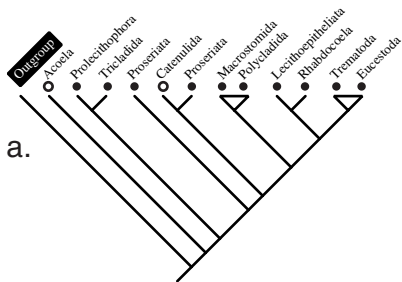 Outgroup
Acoela
Prolecithophora
Tricladida
Proseriata
Catenulida
Proseriata
Macrostomida
Polycladida
Lecithoepitheliata
Rhabdocoela
Trematoda
Eucestoda
a.